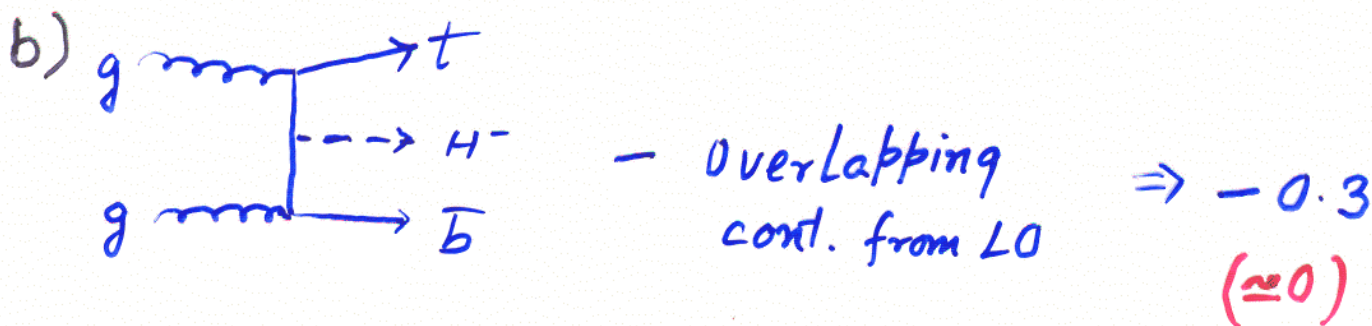 b) g t
H⁻
g b̄
- Overlapping
cont. from LO
⇒ - 0.3
(≃0)